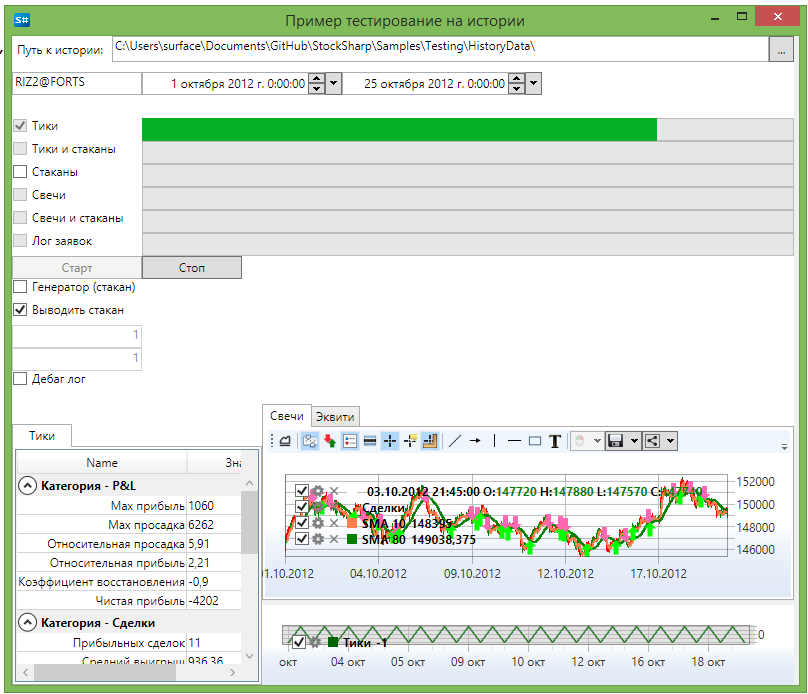 S# Пример тестирование на истории
Путь к истории: C:\Users\surface\Documents\GitHub\StockSharp\Samples\Testing\HistoryData\ ...
RIZ2@FORTS 1 октября 2012 г. 0:00:00 25 октября 2012 г. 0:00:00
Тики
Тики и стаканы
Стаканы
Свечи
Свечи и стаканы
Лог заявок
Старт Стоп
Генератор (стакан)
Выводить стакан
1
1
Дебаг лог
Тики
Name Зна
Категория - P&L
Max прибыль 1060
Max просадка 6262
Относительная просадка 5,91
Относительная прибыль 2,21
Коэффициент восстановления -0,9
Чистая прибыль -4202
Категория - Сделки
Прибыльных сделок 11
Средний выигрыш 936,36
Свечи Эквити
T
03.10.2012 21:45:00 O:147720 H:147880 L:147570 C:
Сделки
SMA 10 148395
SMA 80 149038,375
152000
150000
148000
146000
1.10.2012 04.10.2012 09.10.2012 12.10.2012 17.10.2012
Тики -1
0
окт 04 окт 05 окт 09 окт 10 окт 12 окт 16 окт 18 окт